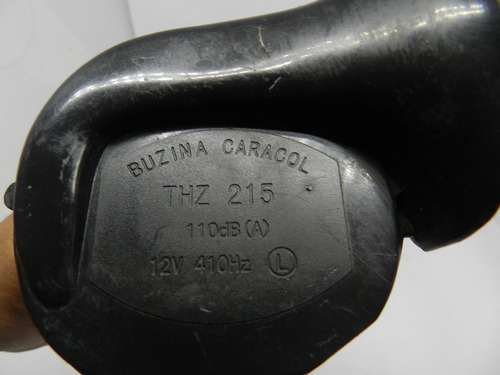 BUZINA CARACOL
THZ 215
110dB(A)
12V 410Hz L